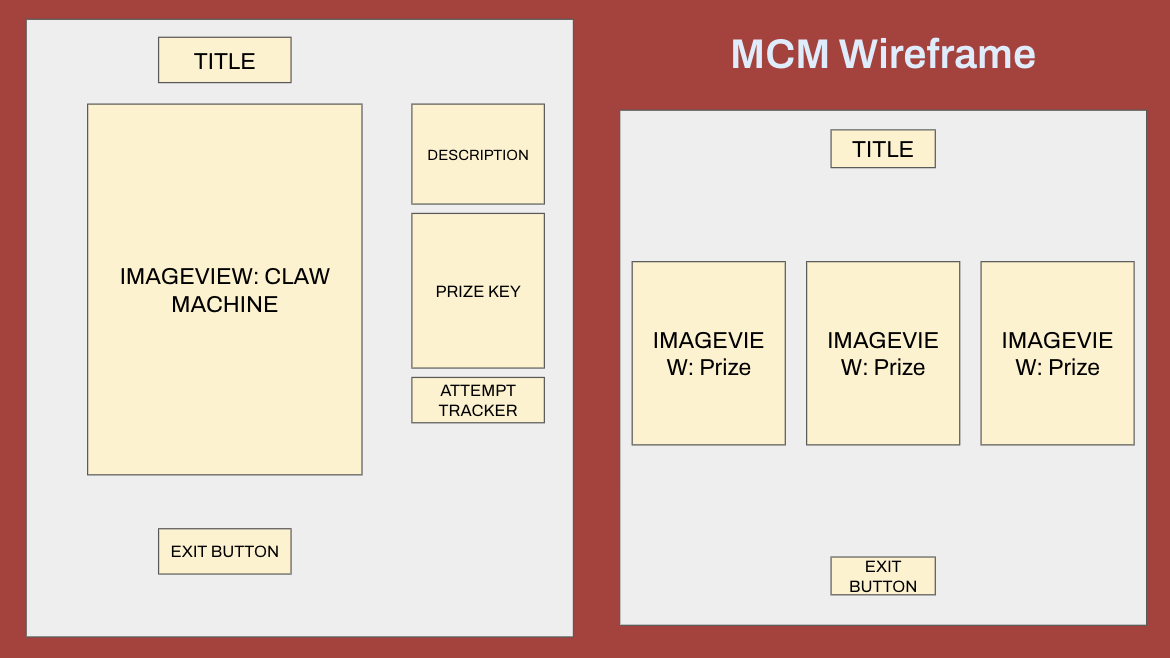 TITLE
IMAGEVIEW: CLAW
MACHINE
DESCRIPTION
PRIZE KEY
ATTEMPT
TRACKER
EXIT BUTTON
MCM Wireframe
TITLE
IMAGEVIE
W: Prize
IMAGEVIE
W: Prize
IMAGEVIE
W: Prize
EXIT
BUTTON